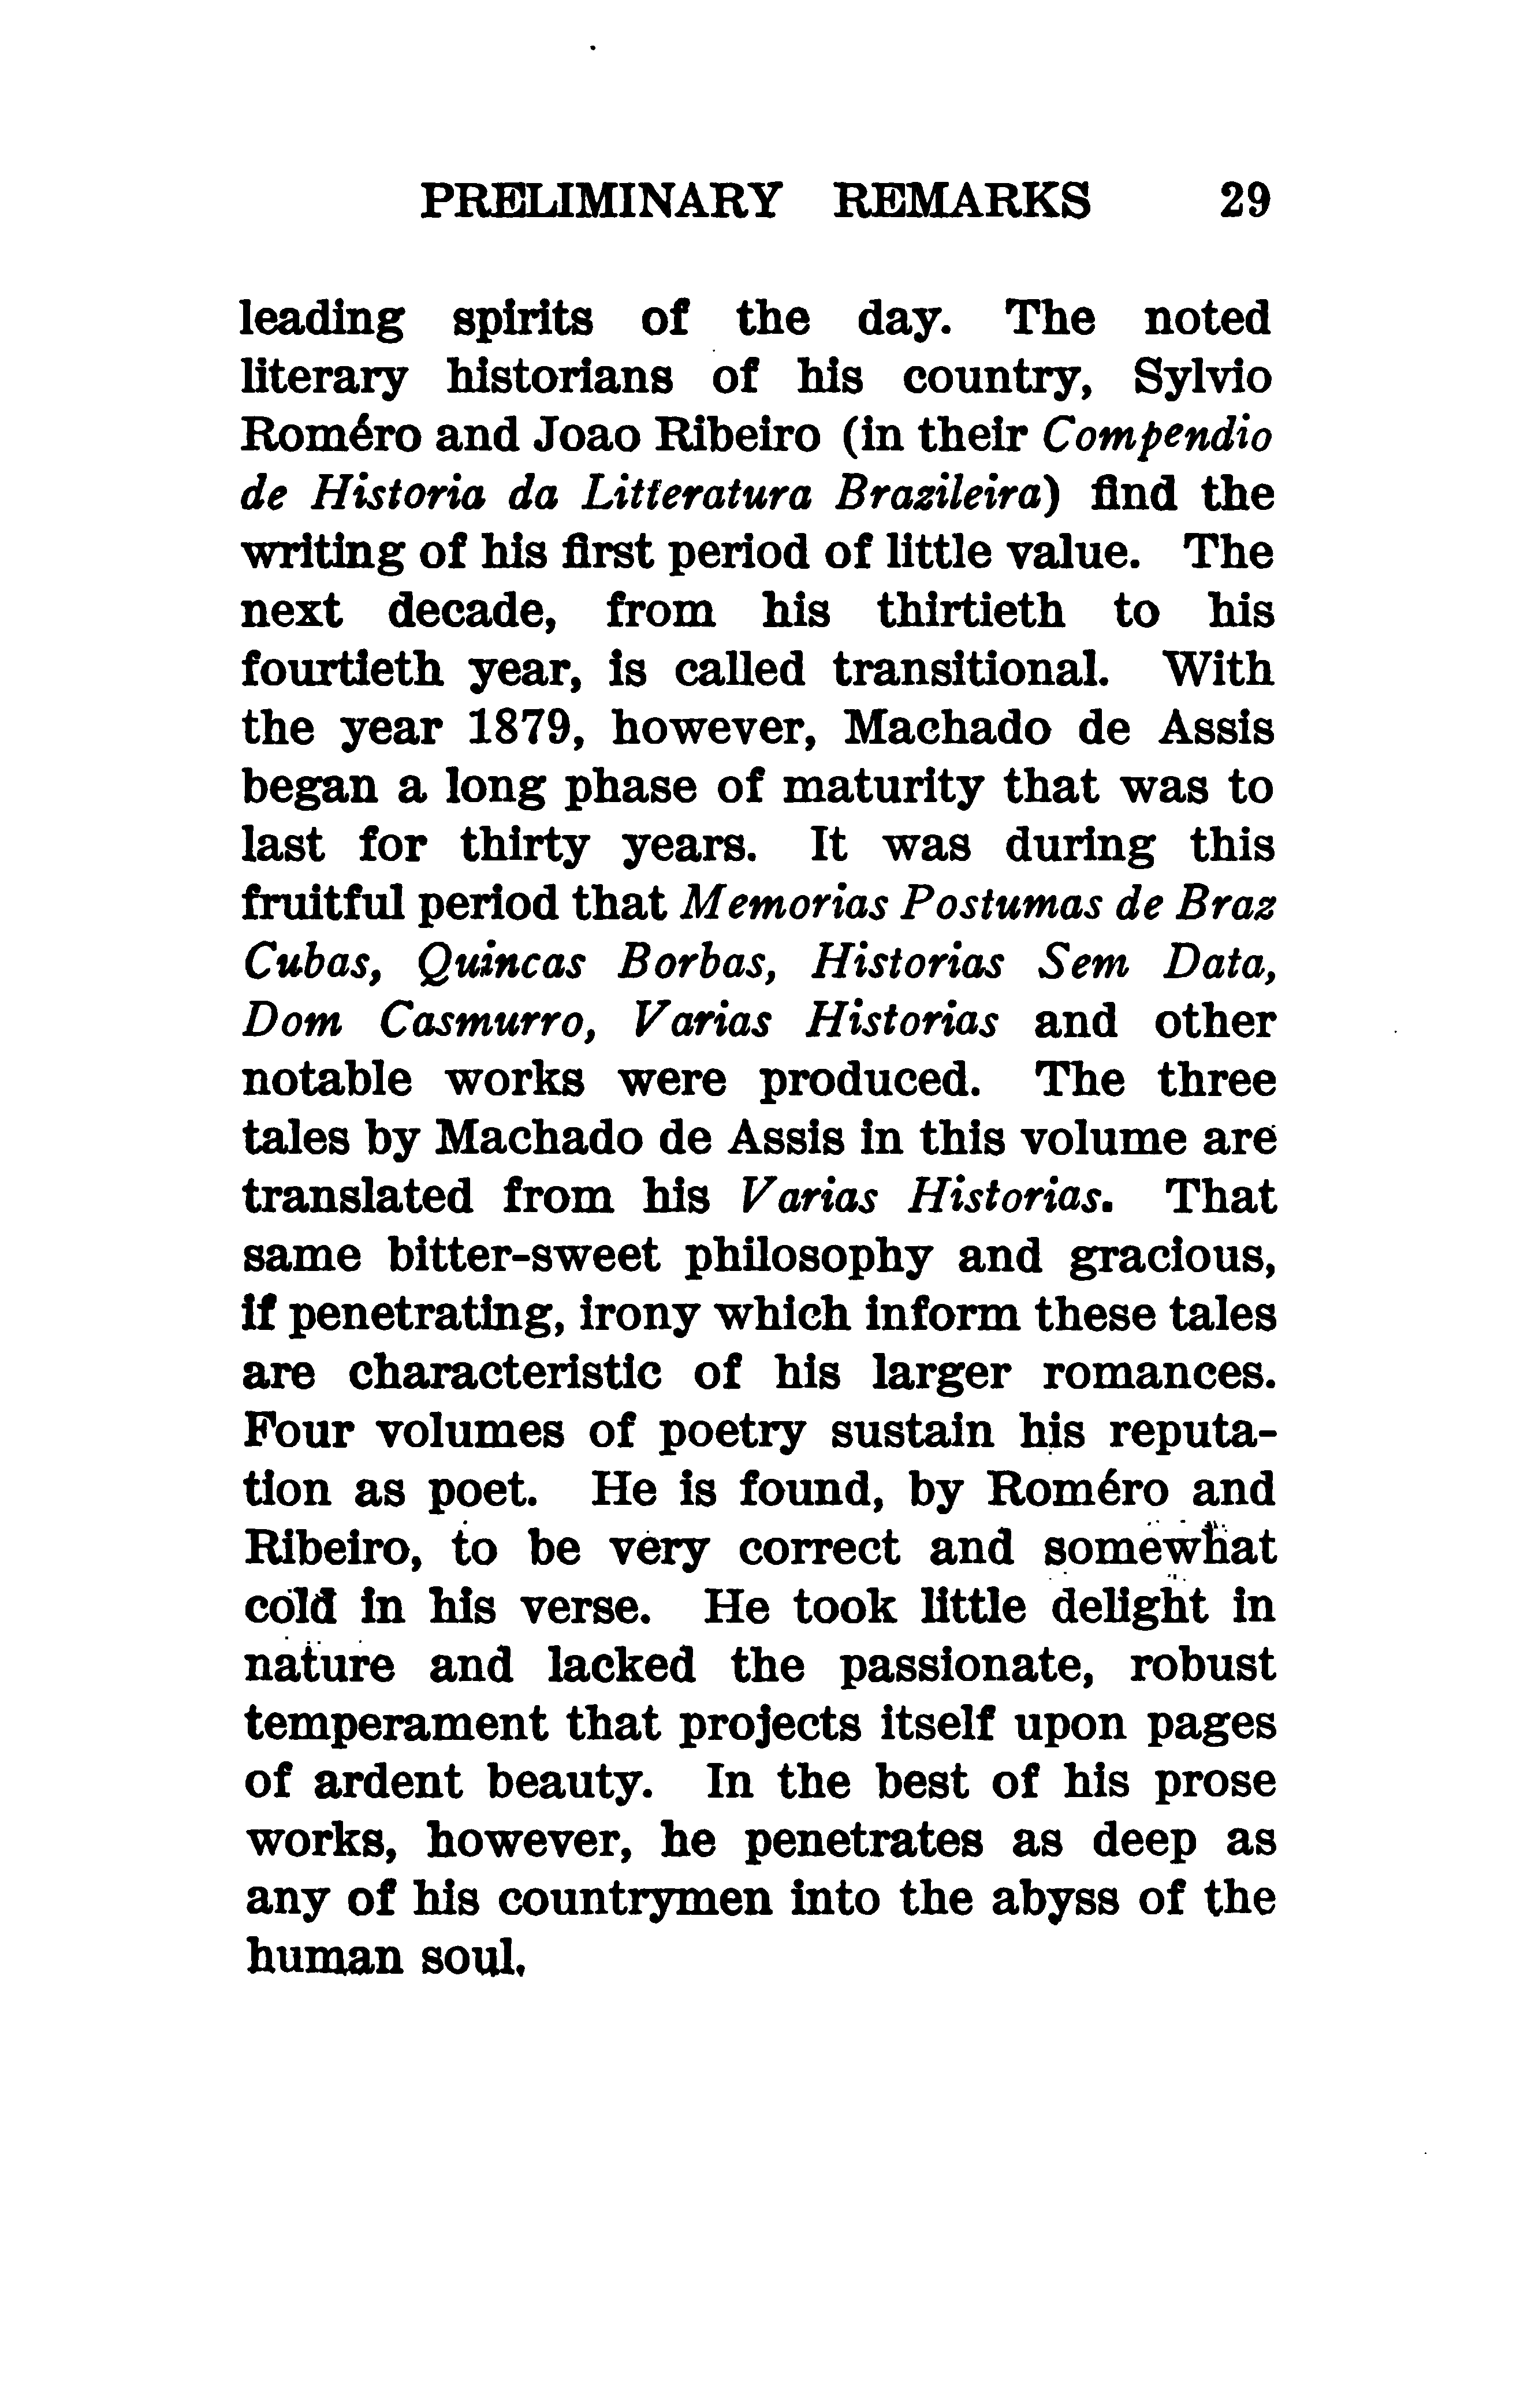 PRELIMINARY REMARKS 29
leading spirits of the day. The noted
literary historians of his country, Sylvio
Roméro and Joao Ribeiro (in their Compendio
de Historia da Litteratura Brazileira) find the
writing of his first period of little value. The
next decade, from his thirtieth to his
fourtieth year, is called transitional. With
the year 1879, however, Machado de Assis
began a long phase of maturity that was to
last for thirty years. It was during this
fruitful period that Memorias Postumas de Braz
Cubas, Quincas Borbas, Historias Sem Data,
Dom Casmurro, Varias Historias and other
notable works were produced. The three
tales by Machado de Assis in this volume are
translated from his Varias Historias. That
same bitter-sweet philosophy and gracious,
if penetrating, irony which inform these tales
are characteristic of his larger romances.
Four volumes of poetry sustain his reputa-
tion as poet. He is found, by Roméro and
Ribeiro, to be very correct and somewhat
cold in his verse. He took little delight in
nature and lacked the passionate, robust
temperament that projects itself upon pages
of ardent beauty. In the best of his prose
works, however, he penetrates as deep as
any of his countrymen into the abyss of the
human soul.